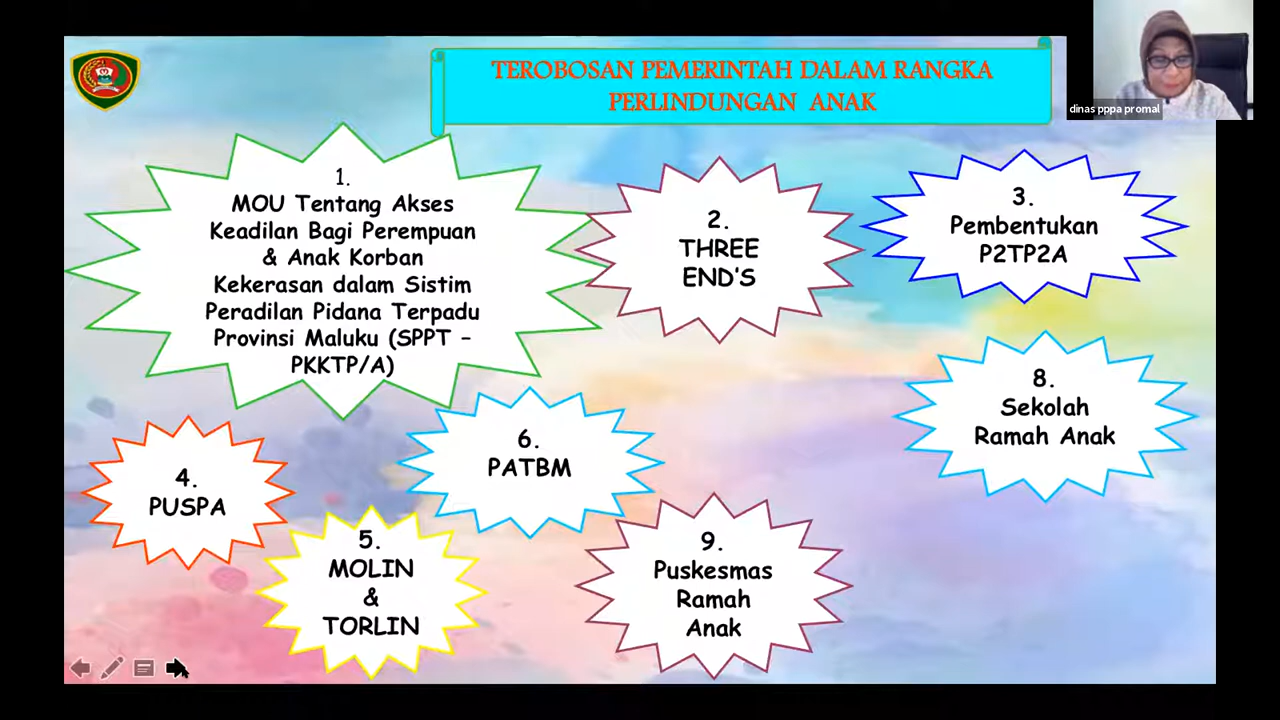 TEROBOSAN PEMERINTAH DALAM RANGKA
PERLINDUNGAN ANAK
dinas pppa promal
1.
MOU Tentang Akses
Keadilan Bagi Perempuan
& Anak Korban
Kekerasan dalam Sistim
Peradilan Pidana Terpadu
Provinsi Maluku (SPPT –
PKKTP/A)
2.
THREE
END'S
3.
Pembentukan
P2TP2A
4.
PUSPA
5.
MOLIN
&
TORLIN
6.
PATBM
8.
Sekolah
Ramah Anak
9.
Puskesmas
Ramah
Anak